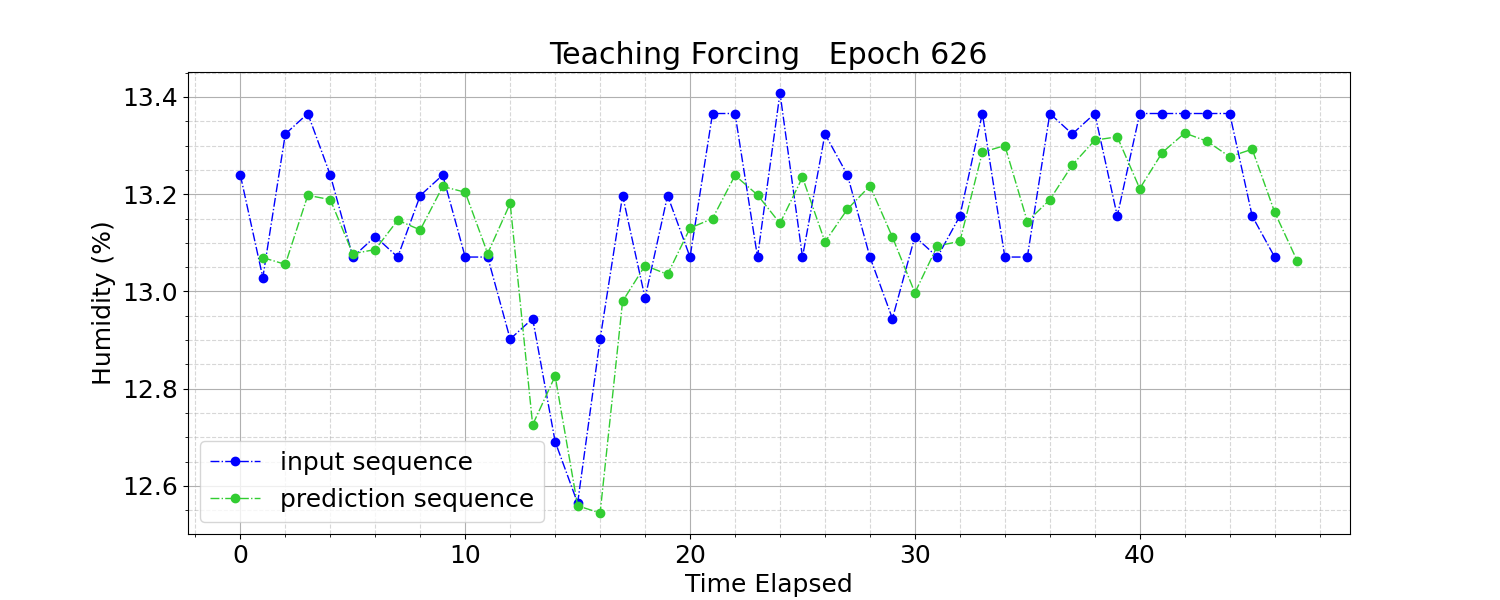 Teaching Forcing   Epoch 626
Humidity (%)
13.4
13.2
13.0
12.8
12.6
input sequence
prediction sequence
0 10 20 30 40
Time Elapsed